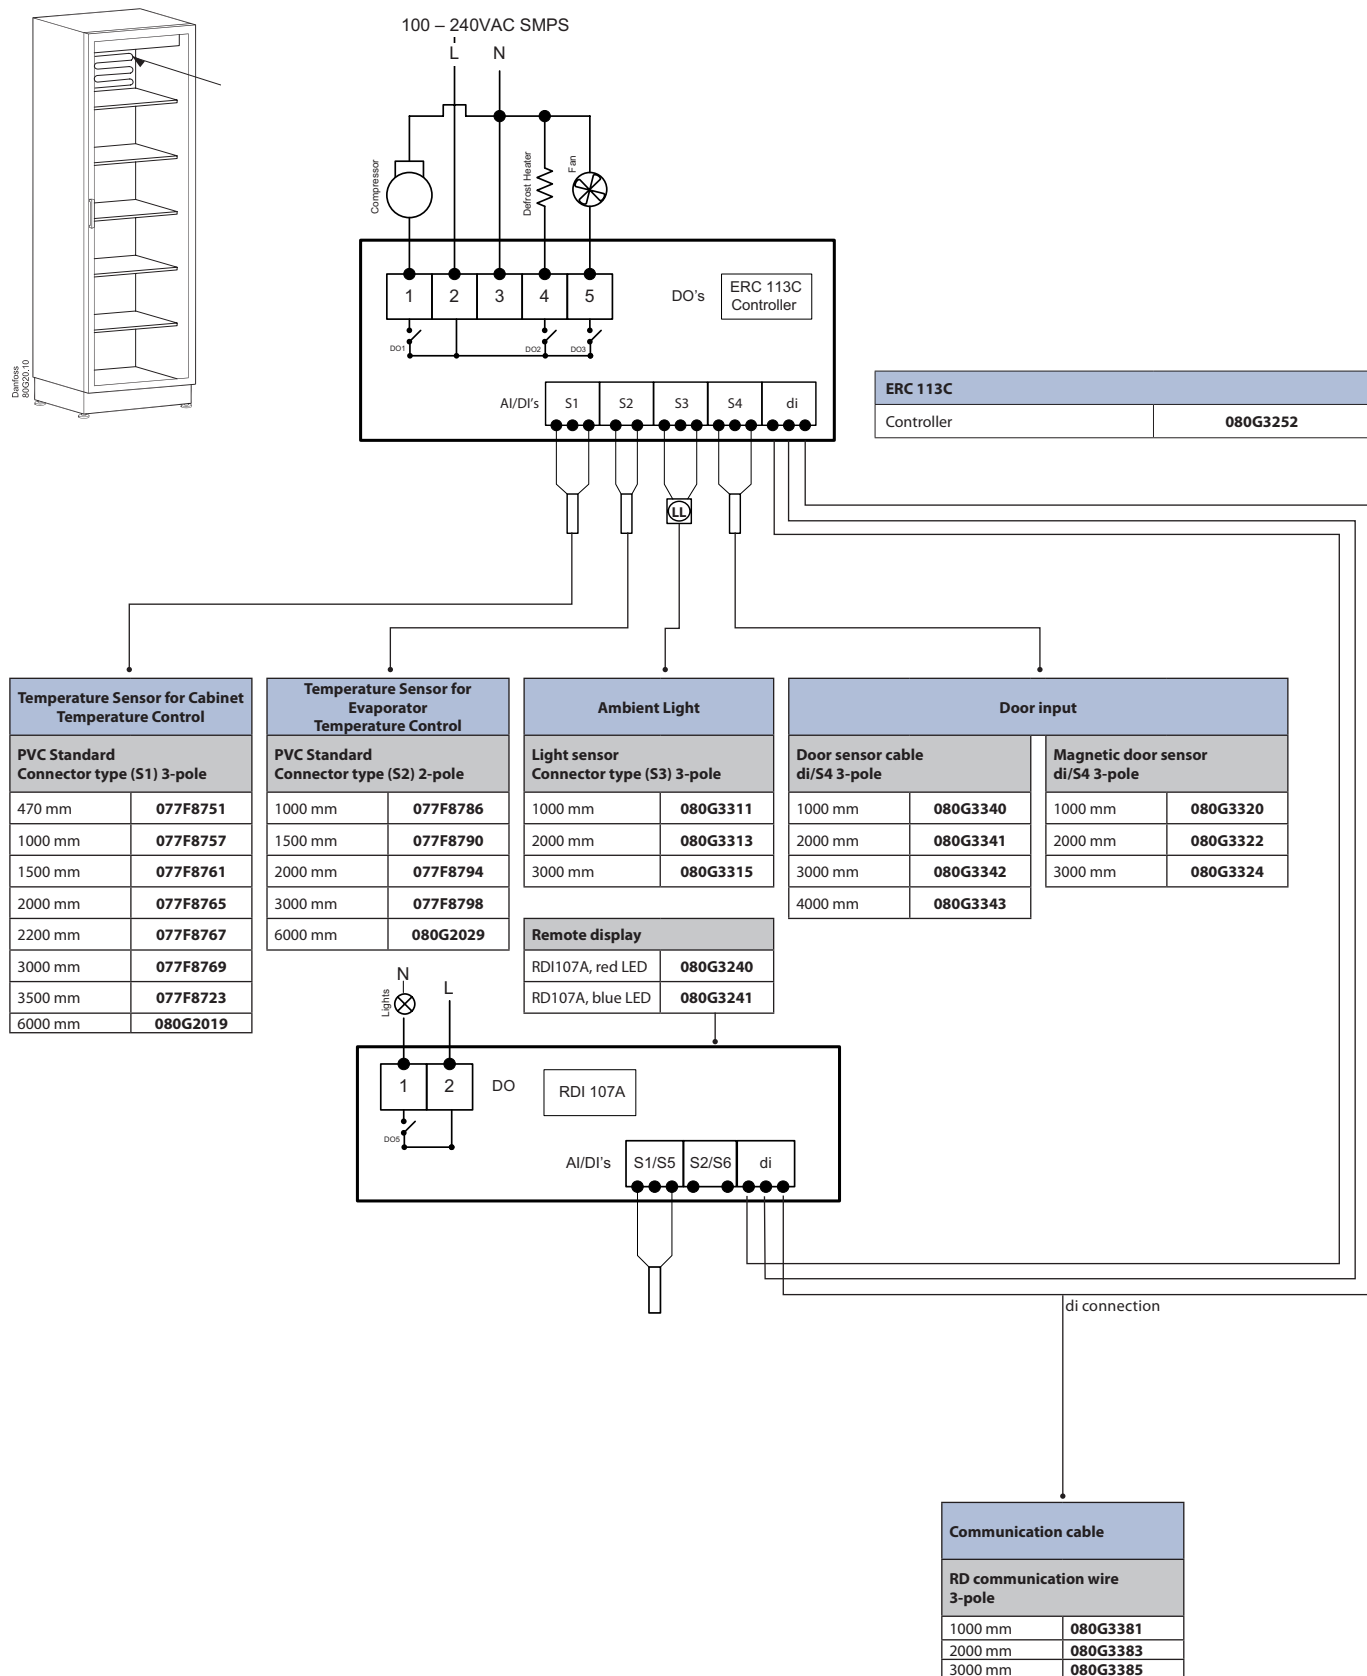 100 – 240VAC SMPS
L N
Compressor
Defrost Heater
Fan
Danfoss
80G20.10
1 2 3 4 5
DO's
ERC 113C
Controller
DO1 DO2 DO3
AI/DI's S1 S2 S3 S4 di
ERC 113C
Controller 080G3252
LL
Temperature Sensor for Cabinet
Temperature Control
PVC Standard
Connector type (S1) 3-pole
470 mm 077F8751
1000 mm 077F8757
1500 mm 077F8761
2000 mm 077F8765
2200 mm 077F8767
3000 mm 077F8769
3500 mm 077F8723
6000 mm 080G2019
Temperature Sensor for
Evaporator
Temperature Control
PVC Standard
Connector type (S2) 2-pole
1000 mm 077F8786
1500 mm 077F8790
2000 mm 077F8794
3000 mm 077F8798
6000 mm 080G2029
Ambient Light
Light sensor
Connector type (S3) 3-pole
1000 mm 080G3311
2000 mm 080G3313
3000 mm 080G3315
Door input
Door sensor cable
di/S4 3-pole
1000 mm 080G3340
2000 mm 080G3341
3000 mm 080G3342
4000 mm 080G3343
Magnetic door sensor
di/S4 3-pole
1000 mm 080G3320
2000 mm 080G3322
3000 mm 080G3324
Remote display
RDI107A, red LED 080G3240
RD107A, blue LED 080G3241
N L
Lights
1 2 DO
RDI 107A
DO5
AI/DI's S1/S5 S2/S6 di
di connection
Communication cable
RD communication wire
3-pole
1000 mm 080G3381
2000 mm 080G3383
3000 mm 080G3385